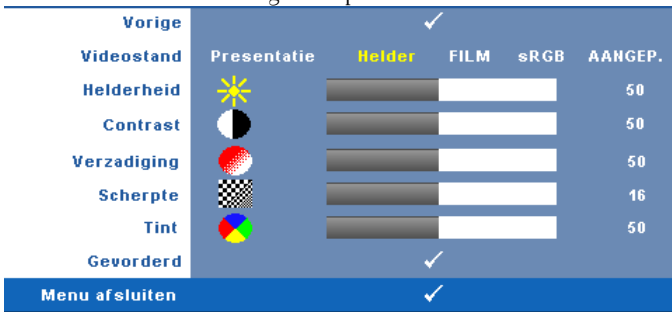 Vorige
Videostand Presentatie Helder FILM sRGB AANGEP.
Helderheid 50
Contrast 50
Verzadiging 50
Scherpte 16
Tint 50
Gevorderd
Menu afsluiten